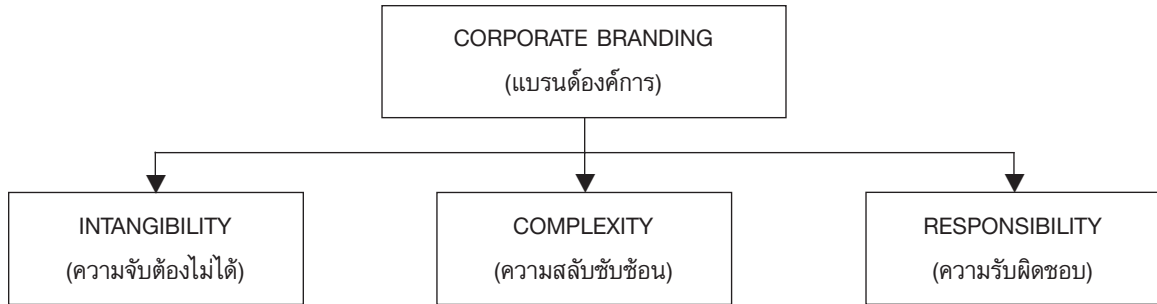 CORPORATE BRANDING
(แบรนด์องค์การ)
INTANGIBILITY
(ความจับต้องไม่ได้)
COMPLEXITY
(ความสลับซับซ้อน)
RESPONSIBILITY
(ความรับผิดชอบ)